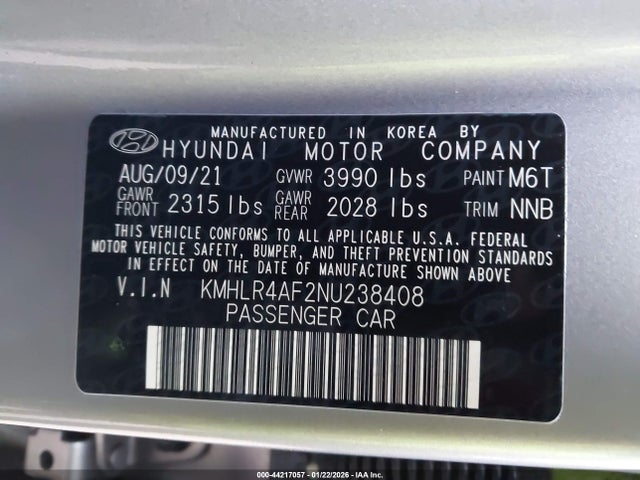 MANUFACTURED IN KOREA BY
HYUNDAI MOTOR COMPANY
AUG/09/21 GVWR 3990 lbs PAINT M6T
GAWR FRONT 2315 lbs GAWR REAR 2028 lbs TRIM NNB
THIS VEHICLE CONFORMS TO ALL APPLICABLE U.S.A. FEDERAL
MOTOR VEHICLE SAFETY, BUMPER, AND THEFT PREVENTION STANDARDS
IN EFFECT ON THE DATE OF MANUFACTURE SHOWN ABOVE
V.I.N KMHLR4AF2NU238408
PASSENGER CAR
000-44217057 - 01/22/2026 - IAA Inc.